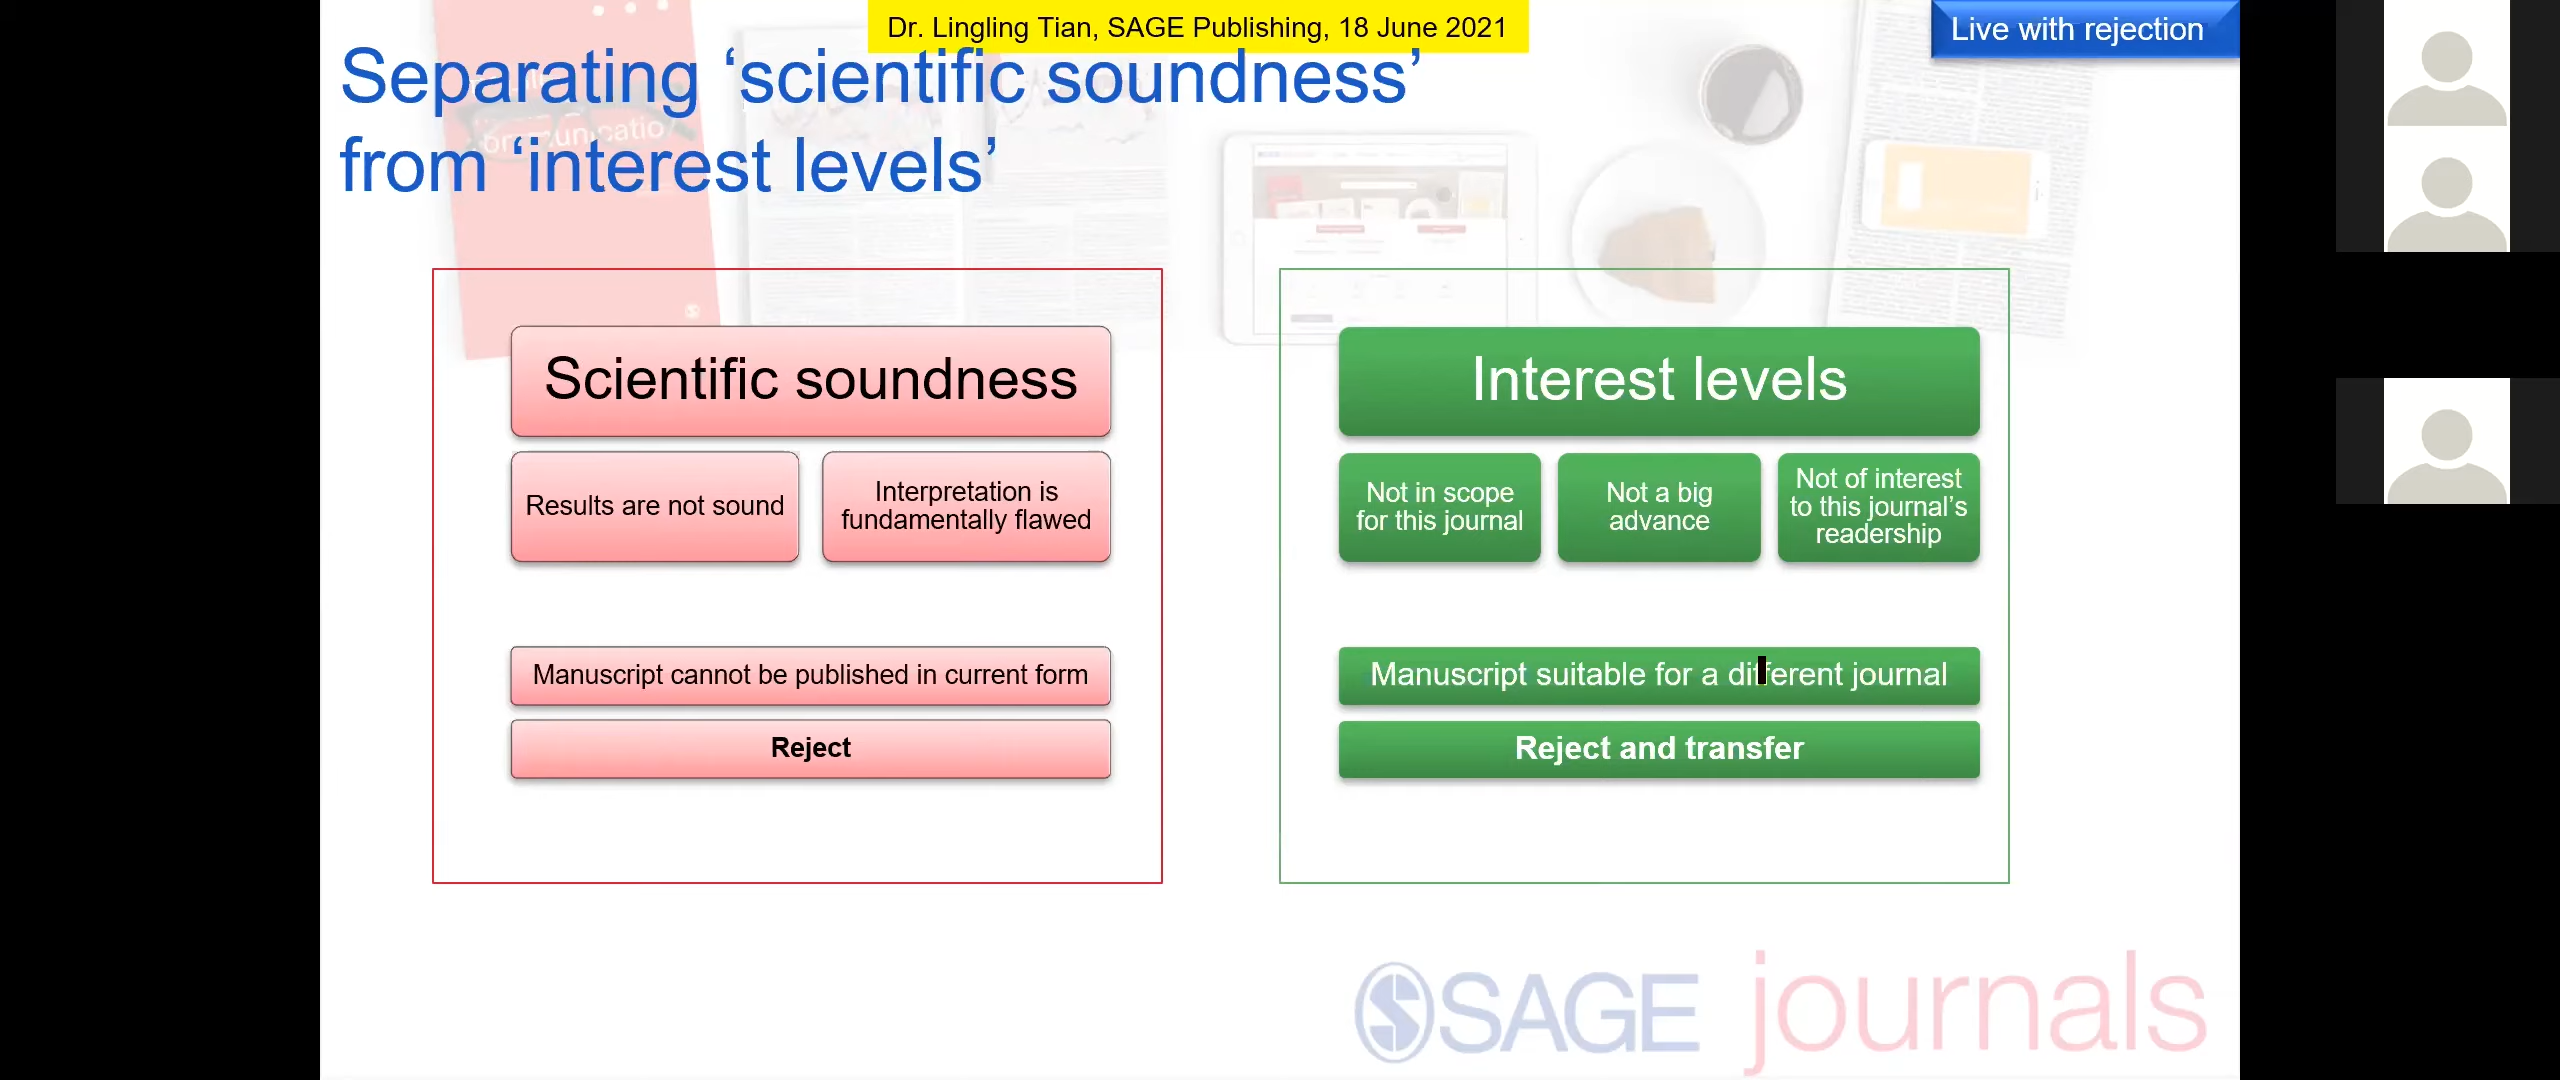 Dr. Lingling Tian, SAGE Publishing, 18 June 2021
Live with rejection
Separating ‘scientific soundness’
from ‘interest levels’
Scientific soundness
Results are not sound
Interpretation is
fundamentally flawed
Manuscript cannot be published in current form
Reject
Interest levels
Not in scope
for this journal
Not a big
advance
Not of interest
to this journal’s
readership
Manuscript suitable for a different journal
Reject and transfer
SAGE journals